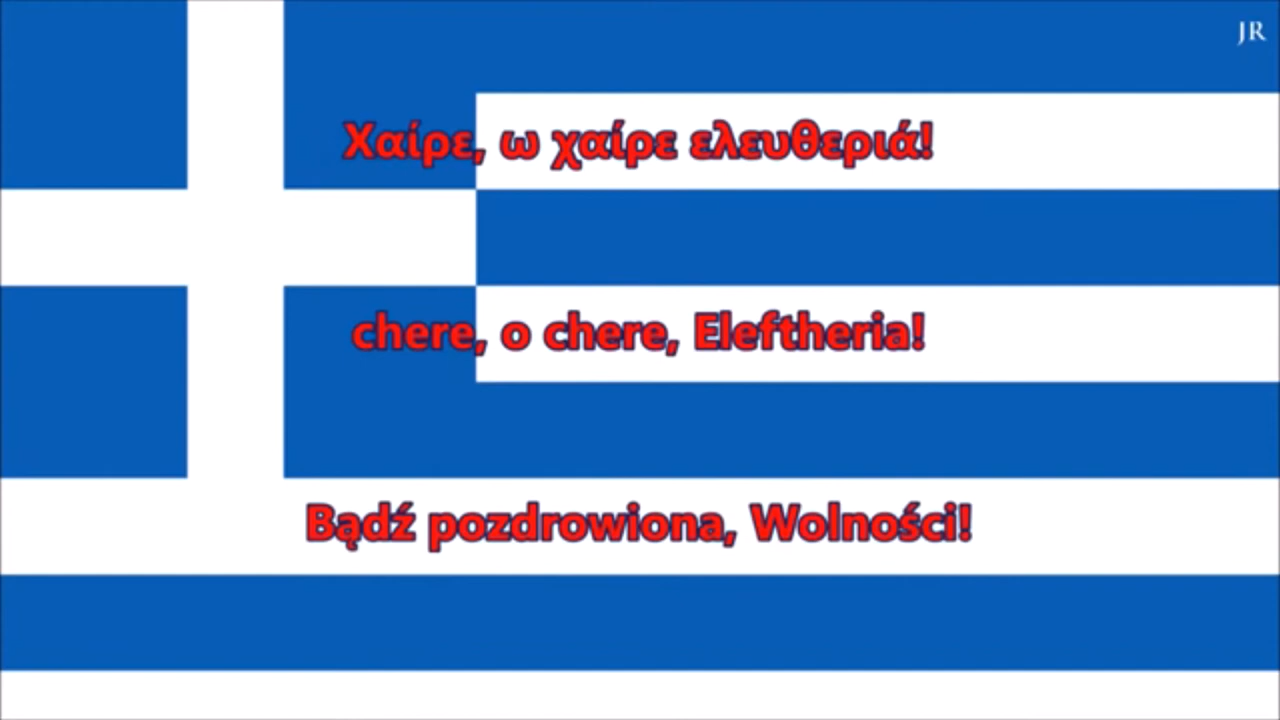 JR
Χαίρε, ω χαίρε ελευθεριά!
chere, o chere, Eleftheria!
Bądź pozdrowiona, Wolności!